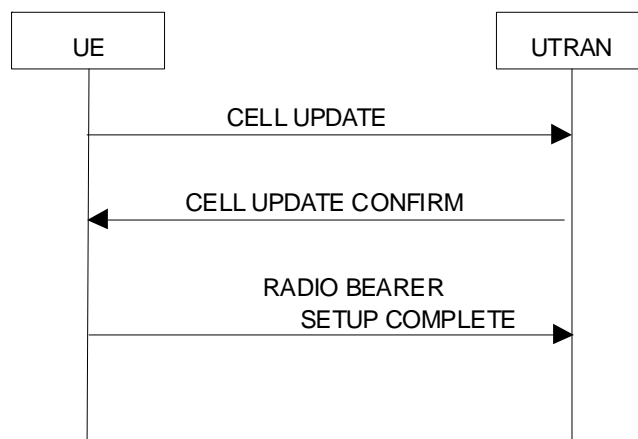 UE
UTRAN
CELL UPDATE
CELL UPDATE CONFIRM
RADIO BEARER
SETUP COMPLETE